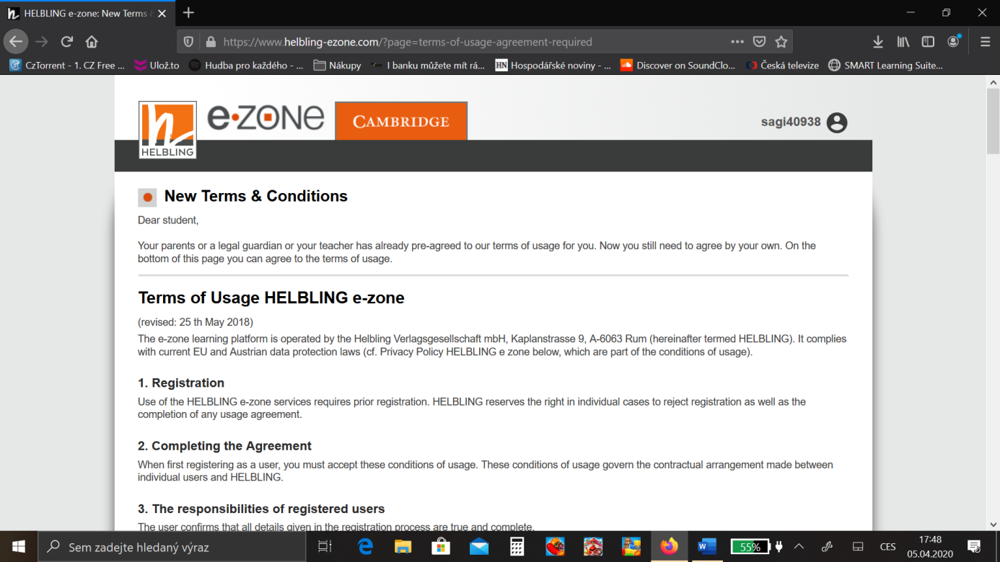 HELBLING e-zone: New Terms &
https://www.helbling-ezone.com/?page=terms-of-usage-agreement-required
CzTorrent - 1. CZ Free ...
Ulož.to
Hudba pro každého - ...
Nákupy
I banku můžete mít rá...
HN Hospodářské noviny - ...
Discover on SoundClo...
Česká televize
SMART Learning Suite...
h
HELBLING
e·zone
CAMBRIDGE
sagi40938
New Terms & Conditions
Dear student,
Your parents or a legal guardian or your teacher has already pre-agreed to our terms of usage for you. Now you still need to agree by your own. On the
bottom of this page you can agree to the terms of usage.
Terms of Usage HELBLING e-zone
(revised: 25 th May 2018)
The e-zone learning platform is operated by the Helbling Verlagsgesellschaft mbH, Kaplanstrasse 9, A-6063 Rum (hereinafter termed HELBLING). It complies
with current EU and Austrian data protection laws (cf. Privacy Policy HELBLING e zone below, which are part of the conditions of usage).
1. Registration
Use of the HELBLING e-zone services requires prior registration. HELBLING reserves the right in individual cases to reject registration as well as the
completion of any usage agreement.
2. Completing the Agreement
When first registering as a user, you must accept these conditions of usage. These conditions of usage govern the contractual arrangement made between
individual users and HELBLING.
3. The responsibilities of registered users
The user confirms that all details given in the registration process are true and complete.
Sem zadejte hledaný výraz
55%
CES
17:48
05.04.2020